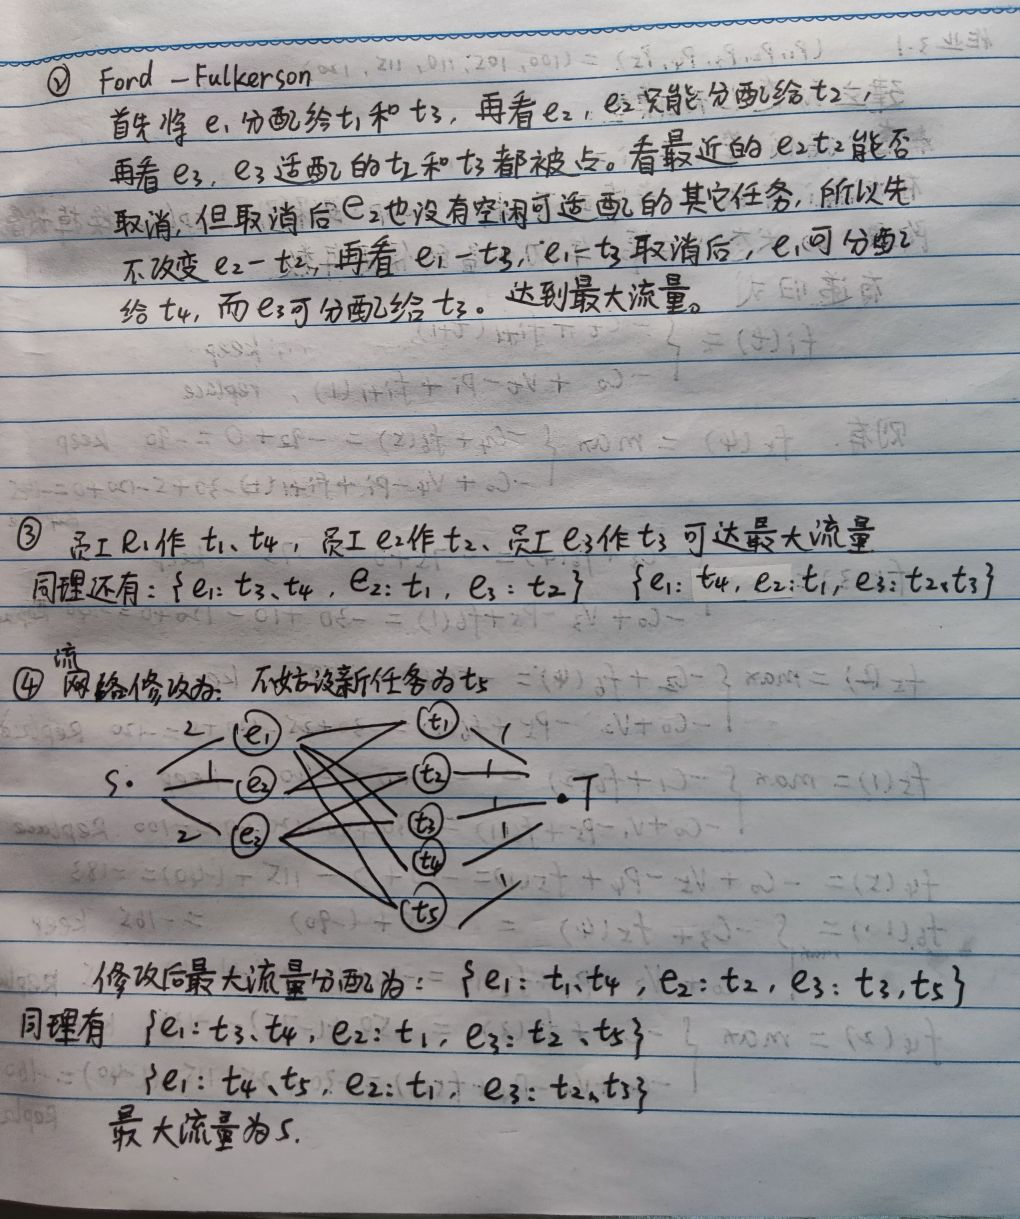 ② Ford - Fulkerson
首先将 e₁ 分配给 t₁ 和 t₃, 再看 e₂, e₂ 只能分配给 t₂,
再看 e₃, e₃ 适配的 t₂ 和 t₃ 都被占。看最近的 e₂t₂ 能否
取消, 但取消后 e₂ 也没有空闲可适配的其它任务, 所以先
不改变 e₂-t₂, 再看 e₁-t₃, e₁-t₃ 取消后, e₁ 可分配
给 t₄, 而 e₃ 可分配给 t₃。达到最大流量。
③ 员工 e₁ 作 t₁、t₄, 员工 e₂ 作 t₂、员工 e₃ 作 t₃ 可达最大流量
同理还有: {e₁: t₃、t₄, e₂: t₁, e₃: t₂} {e₁: t₄, e₂: t₁, e₃: t₂、t₃}
④ 流网络修改为: 不妨设新任务为 t₅
2 e₁ t₁ 1
S. 1 e₂ t₂ 1
2 e₃ t₃ 1 .T
t₄ 1
t₅ 1
修改后最大流量分配为: {e₁: t₁、t₄, e₂: t₂, e₃: t₃, t₅}
同理有 {e₁: t₃、t₄, e₂: t₁, e₃: t₂、t₅}
{e₁: t₄、t₅, e₂: t₁, e₃: t₂、t₃}
最大流量为 5.